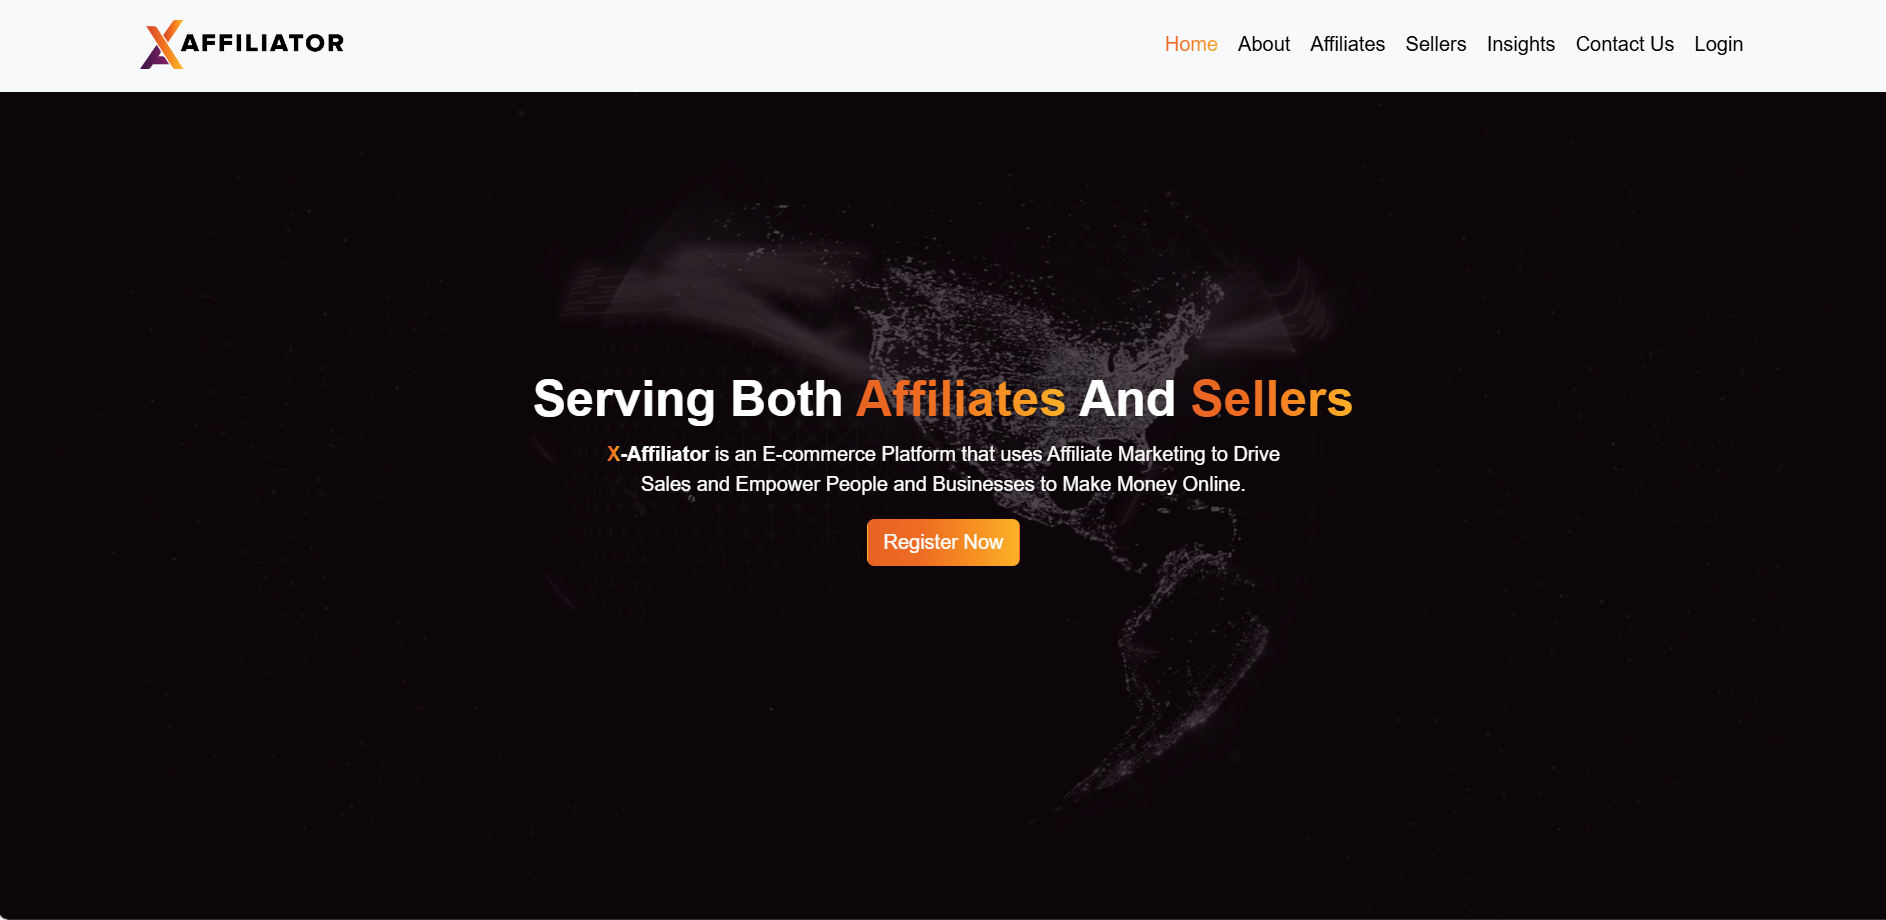 XAFFILIATOR
Home About Affiliates Sellers Insights Contact Us Login
Serving Both Affiliates And Sellers
X-Affiliator is an E-commerce Platform that uses Affiliate Marketing to Drive
Sales and Empower People and Businesses to Make Money Online.
Register Now